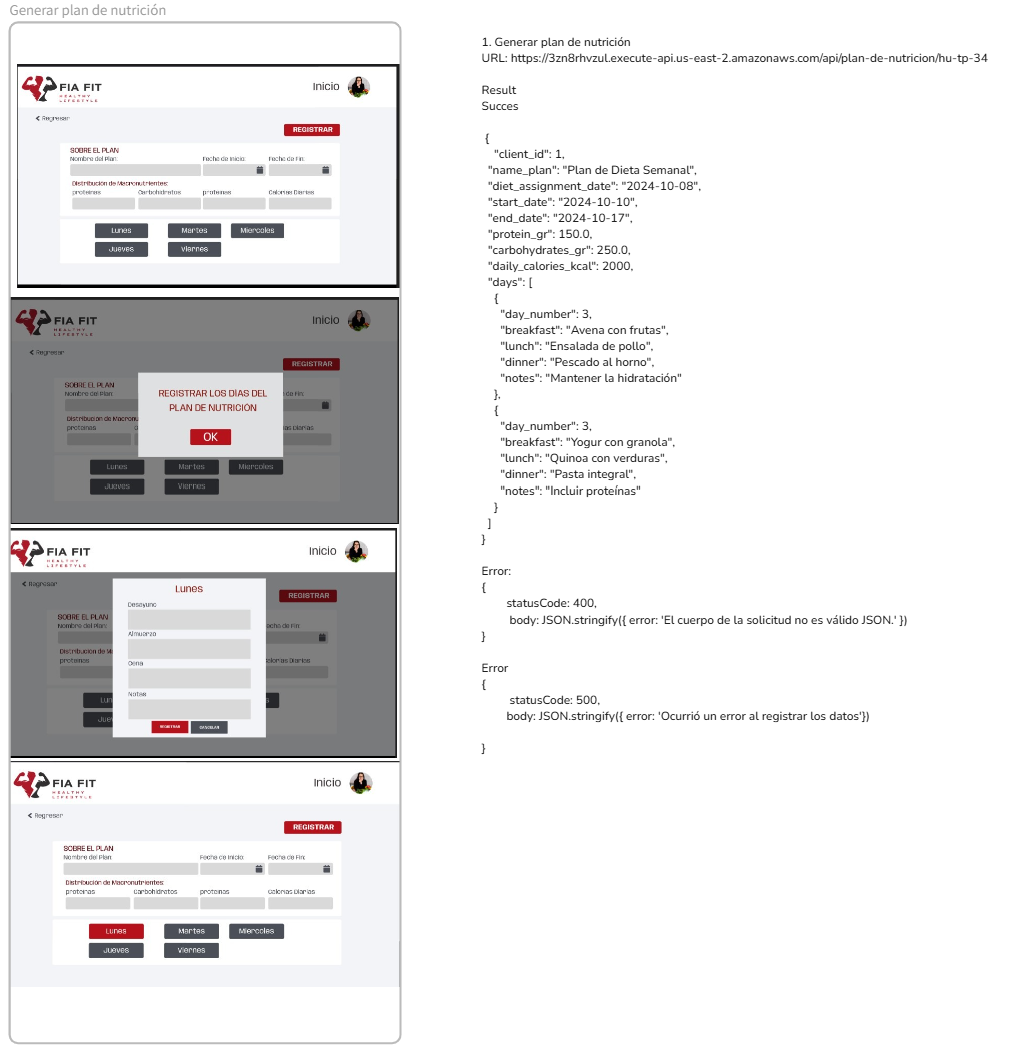 Generar plan de nutrición
FIA FIT
HEALTHY
LIFESTYLE
Inicio
Regresar
REGISTRAR
SOBRE EL PLAN
Nombre del Plan:
Fecha de Inicio:
Fecha de Fin:
Distribución de Macronutrientes:
proteinas
Carbohidratos
proteinas
Calorias Diarias
Lunes
Martes
Miercoles
Jueves
Viernes
FIA FIT
HEALTHY
LIFESTYLE
Inicio
Regresar
REGISTRAR
SOBRE EL PLAN
Nombre del Plan:
de Fin:
Distribución de Macronu
proteinas
as Diarias
REGISTRAR LOS DÍAS DEL
PLAN DE NUTRICIÓN
OK
Lunes
Martes
Miercoles
Jueves
Viernes
FIA FIT
HEALTHY
LIFESTYLE
Inicio
Regresar
REGISTRAR
SOBRE EL PLAN
Nombre del Plan:
echa de Fin:
Distribución de M
proteinas
alorias Diarias
Lun
Jue
s
Lunes
Desayuno
Almuerzo
Cena
Notas
REGISTRAR
CANCELAR
FIA FIT
HEALTHY
LIFESTYLE
Inicio
Regresar
REGISTRAR
SOBRE EL PLAN
Nombre del Plan:
Fecha de Inicio:
Fecha de Fin:
Distribución de Macronutrientes:
proteinas
Carbohidratos
proteinas
Calorias Diarias
Lunes
Martes
Miercoles
Jueves
Viernes
1. Generar plan de nutrición
URL: https://3zn8rhvzul.execute-api.us-east-2.amazonaws.com/api/plan-de-nutricion/hu-tp-34
Result
Succes
{
"client_id": 1,
"name_plan": "Plan de Dieta Semanal",
"diet_assignment_date": "2024-10-08",
"start_date": "2024-10-10",
"end_date": "2024-10-17",
"protein_gr": 150.0,
"carbohydrates_gr": 250.0,
"daily_calories_kcal": 2000,
"days": [
{
"day_number": 3,
"breakfast": "Avena con frutas",
"lunch": "Ensalada de pollo",
"dinner": "Pescado al horno",
"notes": "Mantener la hidratación"
},
{
"day_number": 3,
"breakfast": "Yogur con granola",
"lunch": "Quinoa con verduras",
"dinner": "Pasta integral",
"notes": "Incluir proteínas"
}
]
}
Error:
{
statusCode: 400,
body: JSON.stringify({ error: 'El cuerpo de la solicitud no es válido JSON.' })
}
Error
{
statusCode: 500,
body: JSON.stringify({ error: 'Ocurrió un error al registrar los datos'})
}